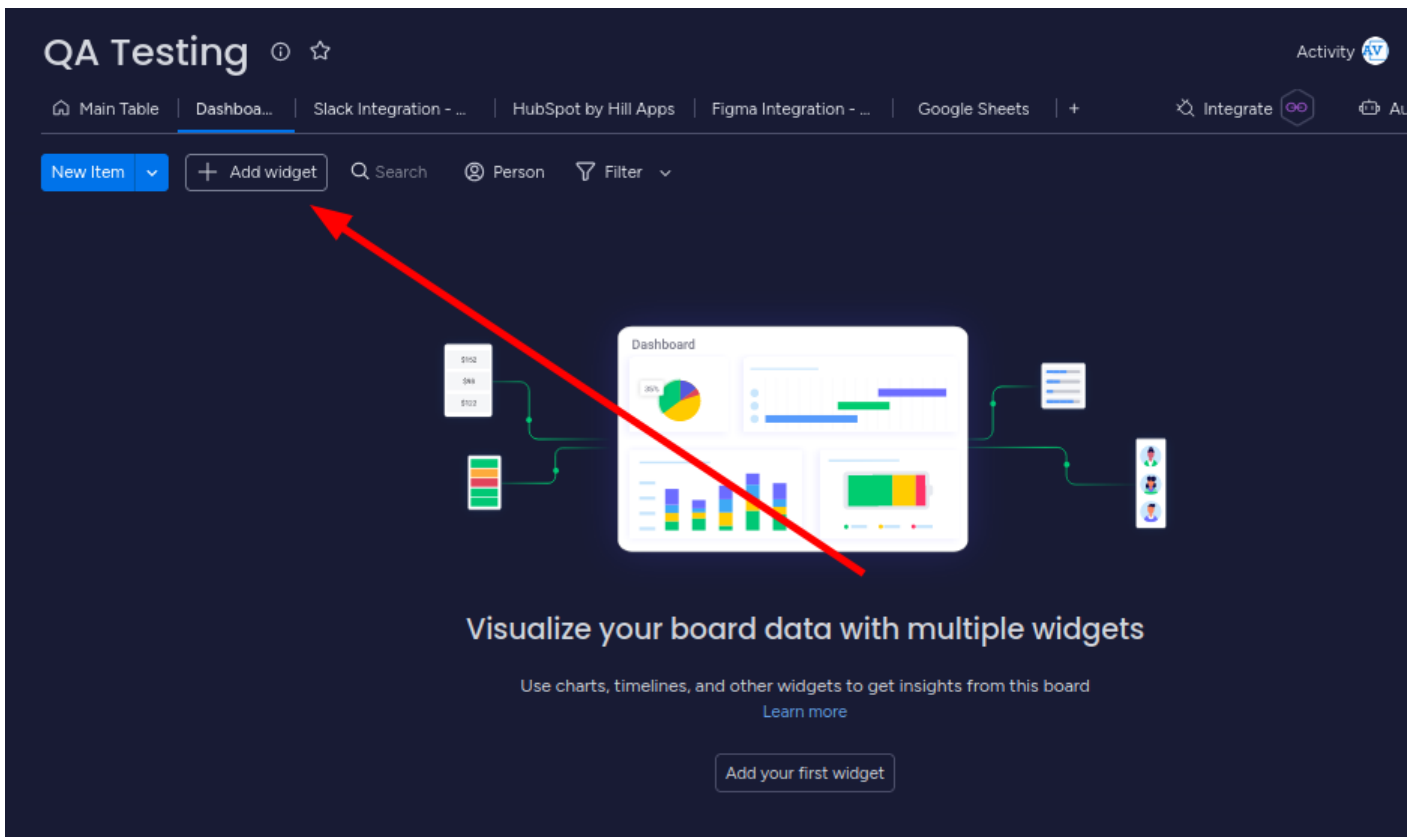 QA Testing
Activity AV
Main Table Dashboa... Slack Integration - ... HubSpot by Hill Apps Figma Integration - ... Google Sheets + Integrate Au
New Item + Add widget Search Person Filter
Dashboard
$152
35%
Visualize your board data with multiple widgets
Use charts, timelines, and other widgets to get insights from this board
Learn more
Add your first widget